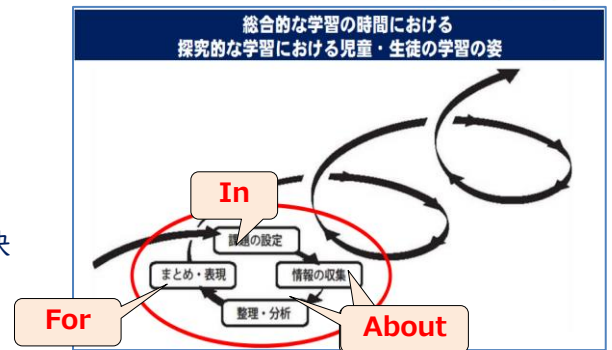 総合的な学習の時間における
探究的な学習における児童・生徒の学習の姿
In
決
課題の設定
まとめ・表現
情報の収集
整理・分析
For
About